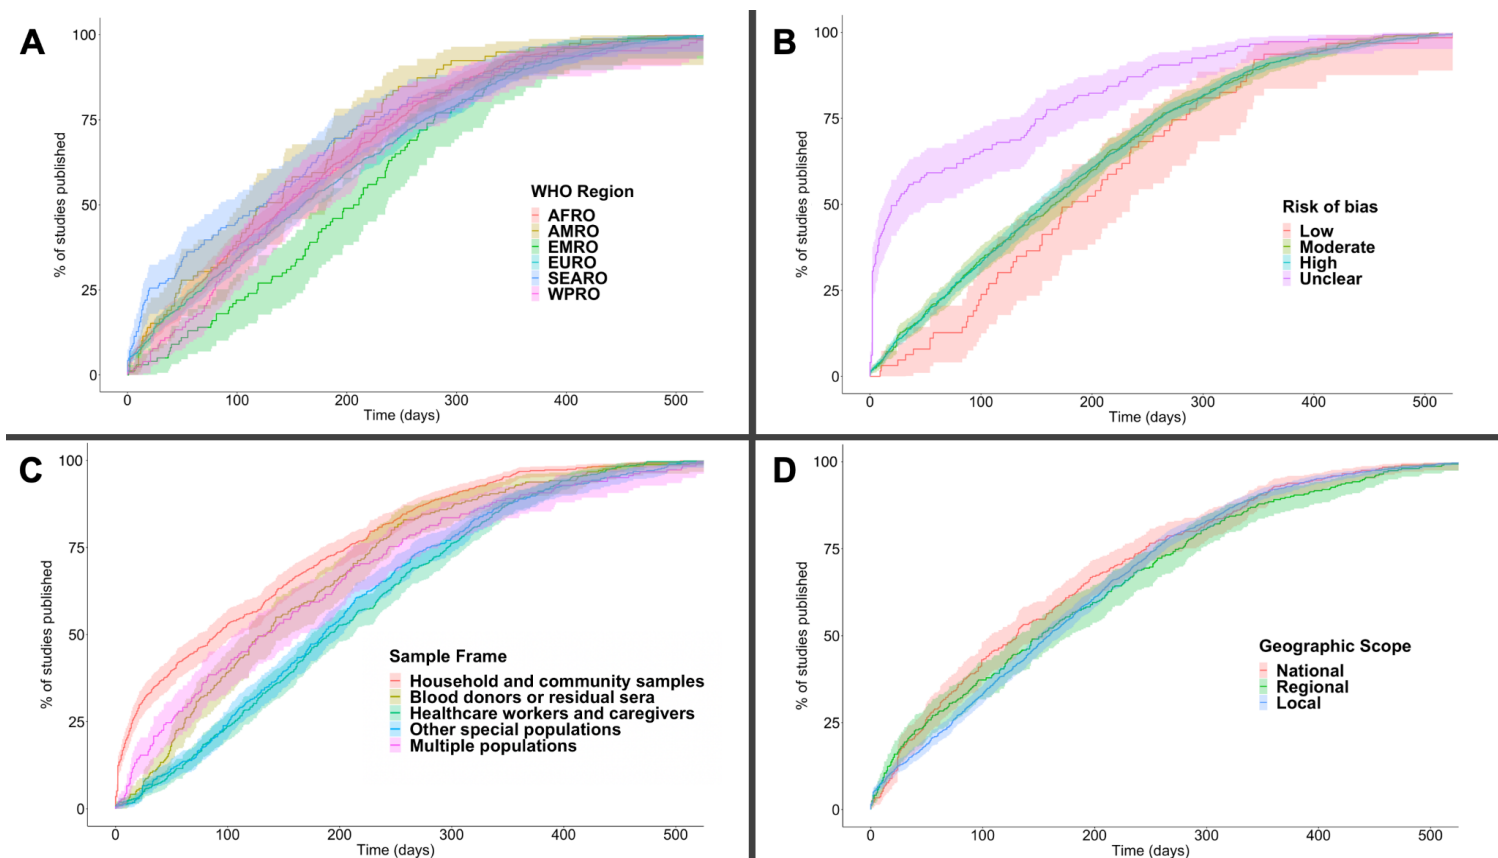 A
100
75
50
25
0
% of studies published
WHO Region
AFRO
AMRO
EMRO
EURO
SEARO
WPRO
0 100 200 300 400 500
Time (days)
B
100
75
50
25
0
% of studies published
Risk of bias
Low
Moderate
High
Unclear
0 100 200 300 400 500
Time (days)
C
100
75
50
25
0
% of studies published
Sample Frame
Household and community samples
Blood donors or residual sera
Healthcare workers and caregivers
Other special populations
Multiple populations
0 100 200 300 400 500
Time (days)
D
100
75
50
25
0
% of studies published
Geographic Scope
National
Regional
Local
0 100 200 300 400 500
Time (days)